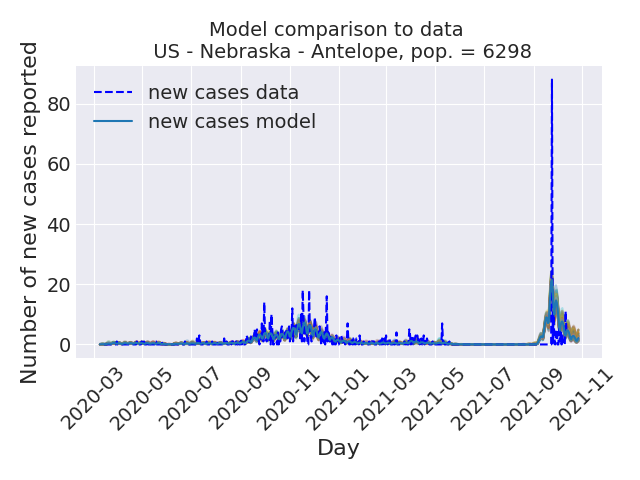 Model comparison to data
US - Nebraska - Antelope, pop. = 6298
new cases data
new cases model
Number of new cases reported
80
60
40
20
0
2020-03
2020-05
2020-07
2020-09
2020-11
2021-01
2021-03
2021-05
2021-07
2021-09
2021-11
Day